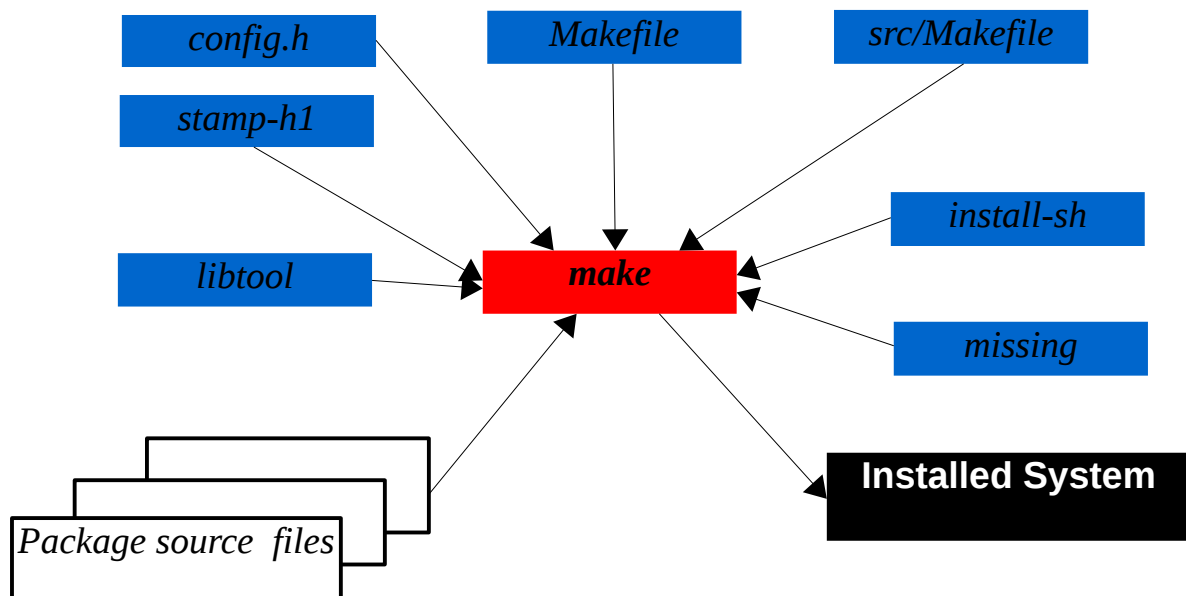 config.h
Makefile
src/Makefile
stamp-h1
install-sh
libtool
make
missing
Installed System
Package source files